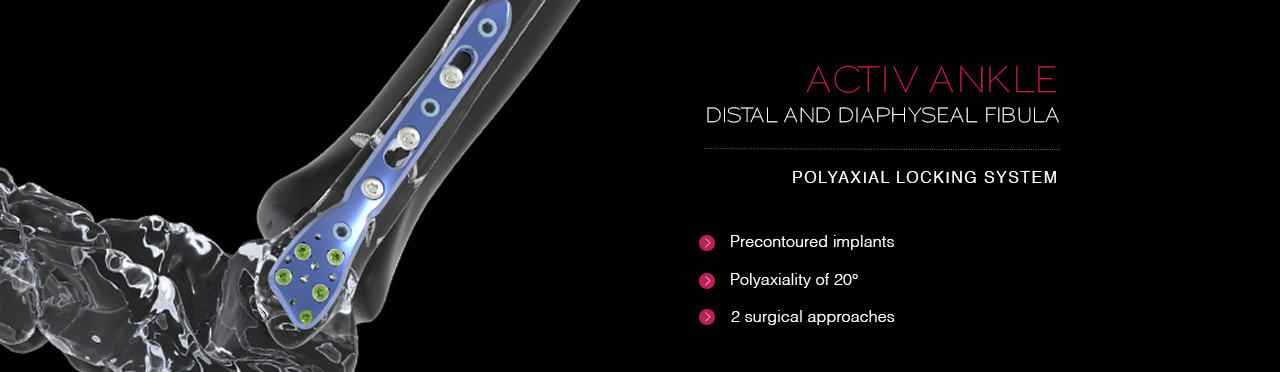 ACTIV ANKLE
DISTAL AND DIAPHYSEAL FIBULA
POLYAXIAL LOCKING SYSTEM
Precontoured implants
Polyaxiality of 20°
2 surgical approaches